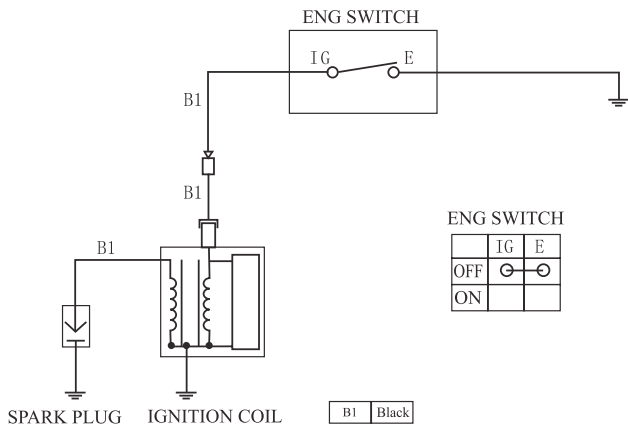 ENG SWITCH
IG E
B1
B1
B1
ENG SWITCH
IG E
OFF
ON
SPARK PLUG IGNITION COIL
B1 Black